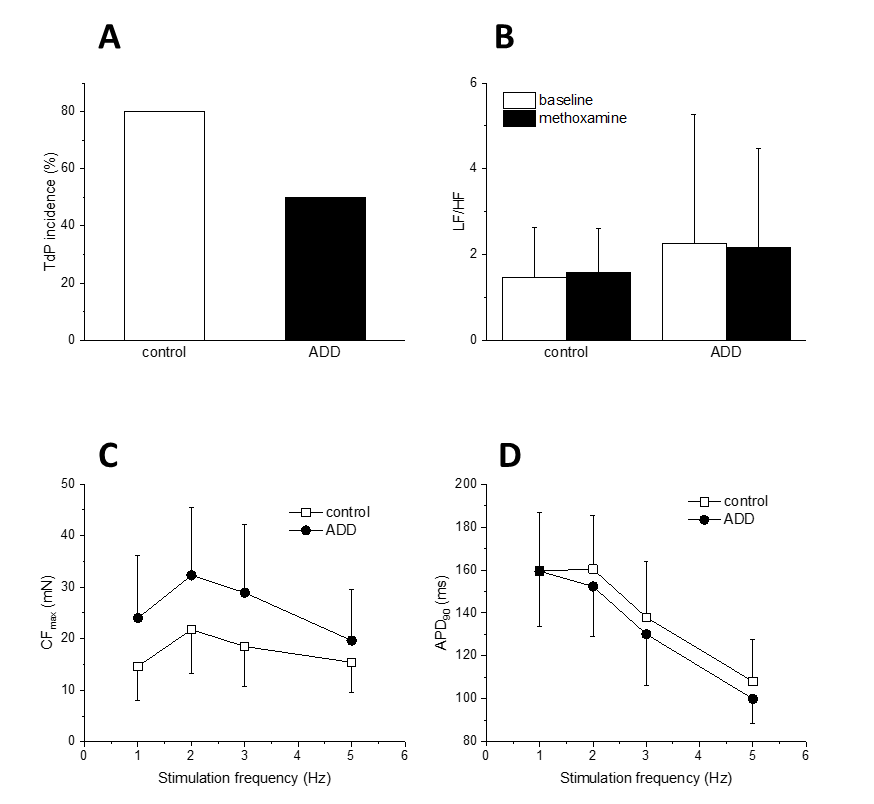 A
TdP incidence (%)
80
60
40
20
0
control
ADD
B
LF/HF
6
4
2
0
baseline
methoxamine
control
ADD
C
CFmax (mN)
50
40
30
20
10
0
control
ADD
0 1 2 3 4 5 6
Stimulation frequency (Hz)
D
APD90 (ms)
200
180
160
140
120
100
80
control
ADD
0 1 2 3 4 5 6
Stimulation frequency (Hz)